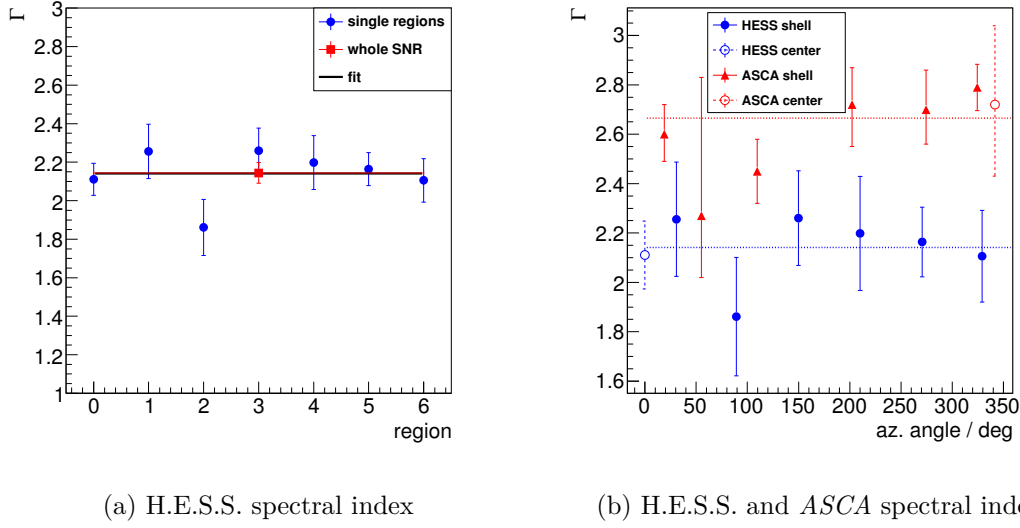 Γ
3
2.8
2.6
2.4
2.2
2
1.8
1.6
1.4
1.2
1
0 1 2 3 4 5 6
region
single regions
whole SNR
fit
Γ
3
2.8
2.6
2.4
2.2
2
1.8
1.6
0 50 100 150 200 250 300 350
az. angle / deg
HESS shell
HESS center
ASCA shell
ASCA center
(a) H.E.S.S. spectral index
(b) H.E.S.S. and ASCA spectral inde